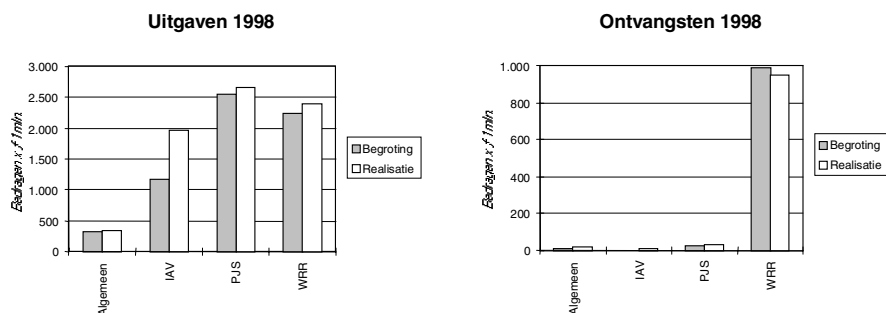 Uitgaven 1998
3.000
2.500
2.000
1.500
1.000
500
0
Bedragen x ƒ 1 mln.
Algemeen
IAV
PJS
WRR
Begroting
Realisatie
Ontvangsten 1998
1.000
800
600
400
200
0
Bedragen x ƒ 1 mln.
Algemeen
IAV
PJS
WRR
Begroting
Realisatie